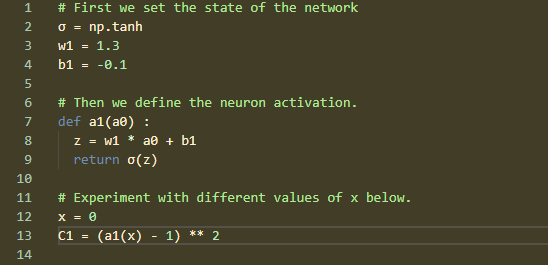 1 # First we set the state of the network
2 σ = np.tanh
3 w1 = 1.3
4 b1 = -0.1
5
6 # Then we define the neuron activation.
7 def a1(a0) :
8   z = w1 * a0 + b1
9   return σ(z)
10
11 # Experiment with different values of x below.
12 x = 0
13 C1 = (a1(x) - 1) ** 2
14